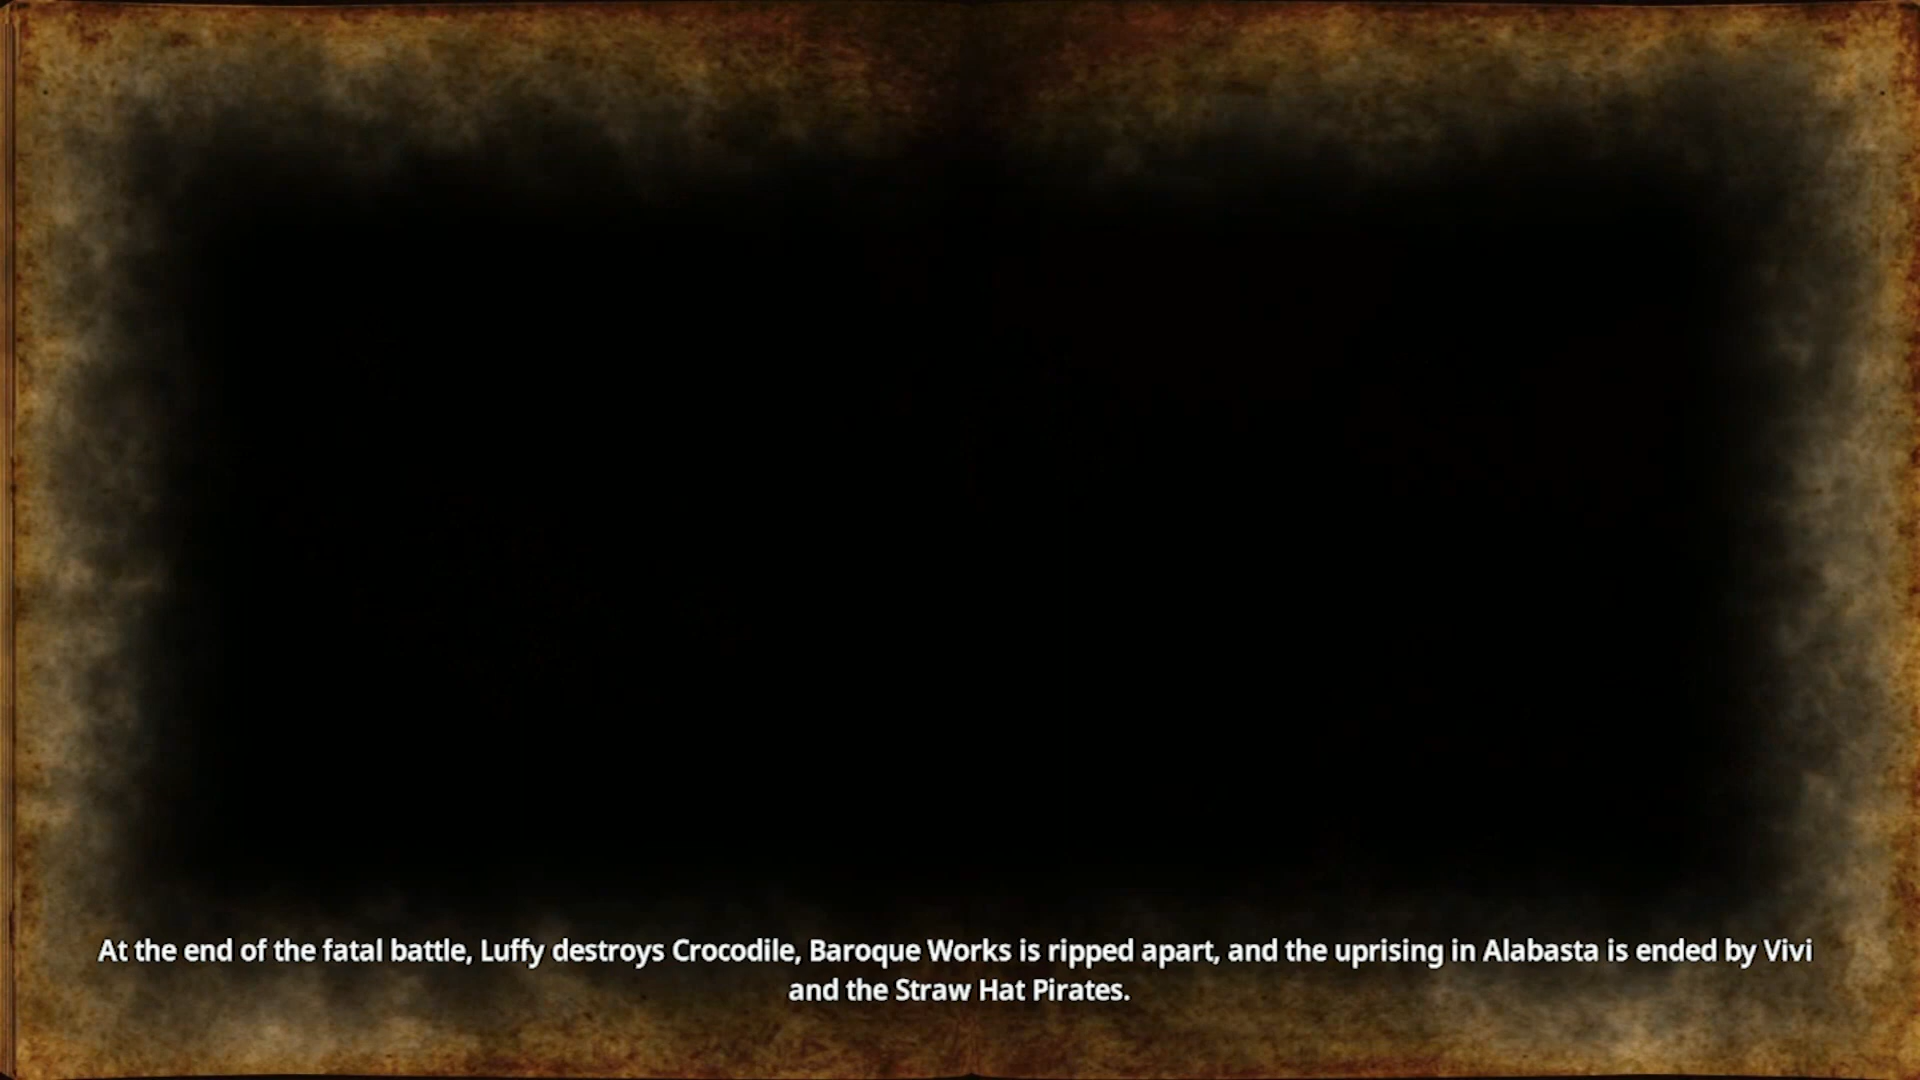 At the end of the fatal battle, Luffy destroys Crocodile, Baroque Works is ripped apart, and the uprising in Alabasta is ended by Vivi
and the Straw Hat Pirates.